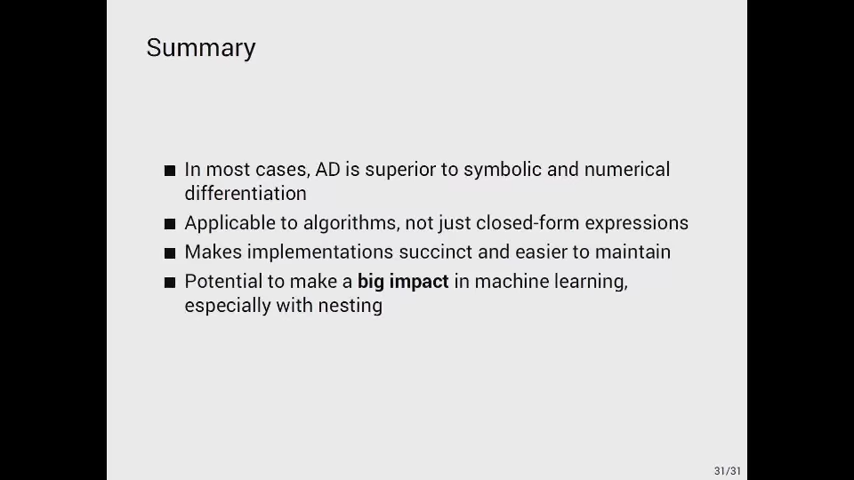 Summary
In most cases, AD is superior to symbolic and numerical
differentiation
Applicable to algorithms, not just closed-form expressions
Makes implementations succinct and easier to maintain
Potential to make a big impact in machine learning,
especially with nesting
31/31